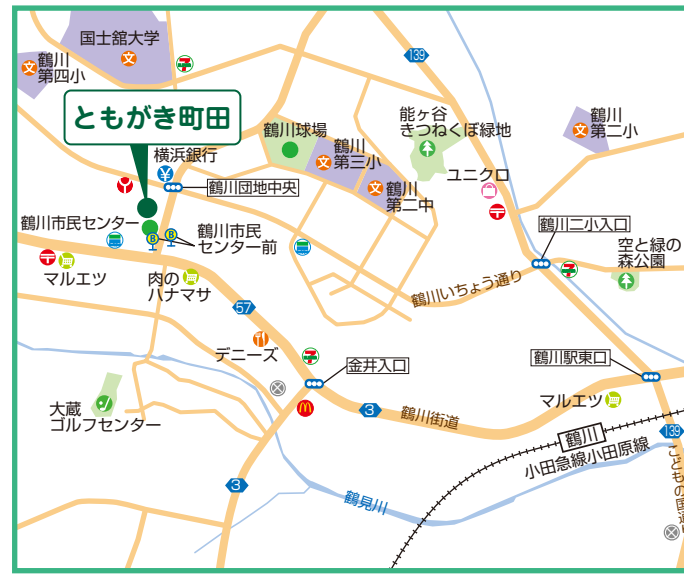 国士舘大学
鶴川
第四小
139
ともがき町田
鶴川球場
能ヶ谷
きつねくぼ緑地
鶴川
第二小
横浜銀行
鶴川
第三小
ユニクロ
鶴川団地中央
鶴川
第二中
鶴川市民センター
鶴川市民
センター前
鶴川二小入口
空と緑の
森公園
マルエツ
肉の
ハナマサ
鶴川いちょう通り
57
デニーズ
金井入口
鶴川駅東口
大蔵
ゴルフセンター
3
鶴川街道
マルエツ
鶴川
139
小田急線小田原線
こどもの国通り
3
鶴見川